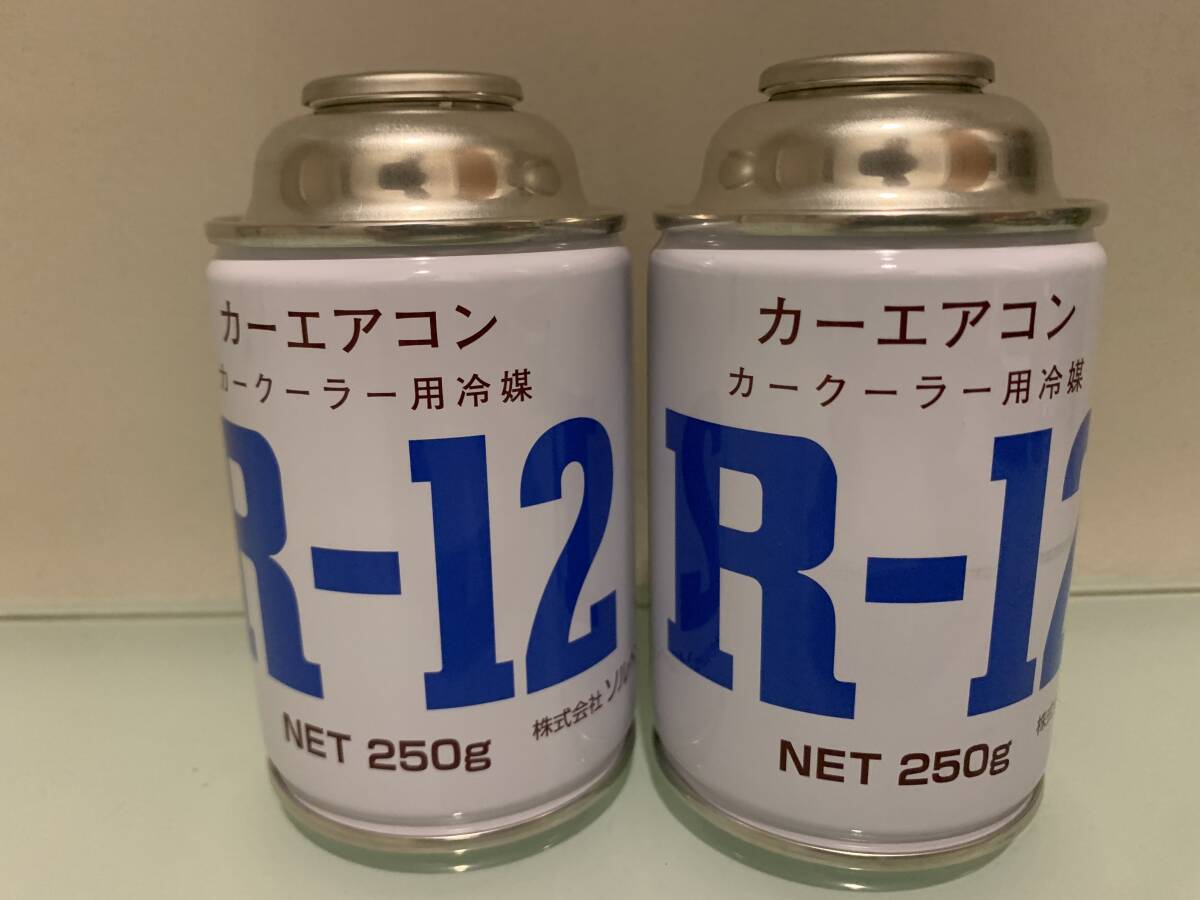 カーエアコン
カークーラー用冷媒
R-12
NET 250g
株式会社
カーエアコン
カークーラー用冷媒
R-12
NET 250g